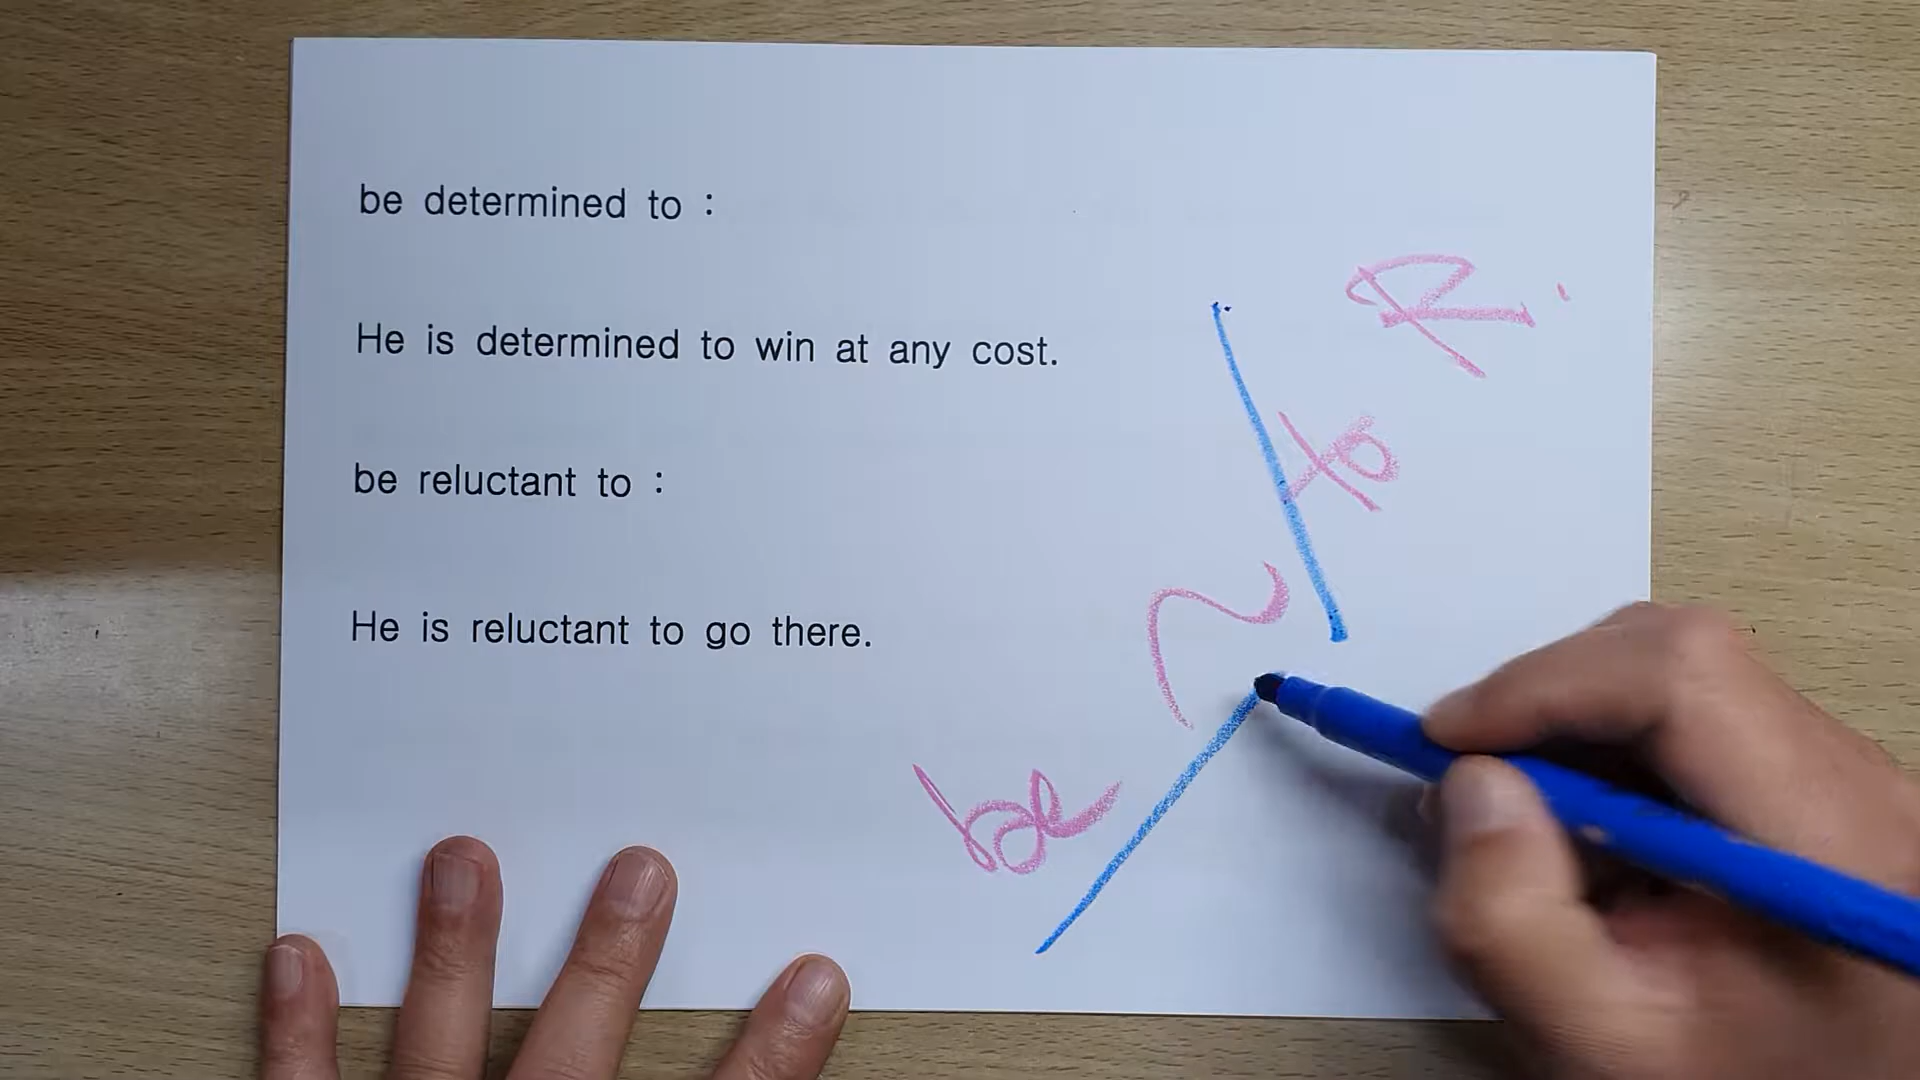 be determined to :
He is determined to win at any cost.
be reluctant to :
He is reluctant to go there.
be ~ to R.